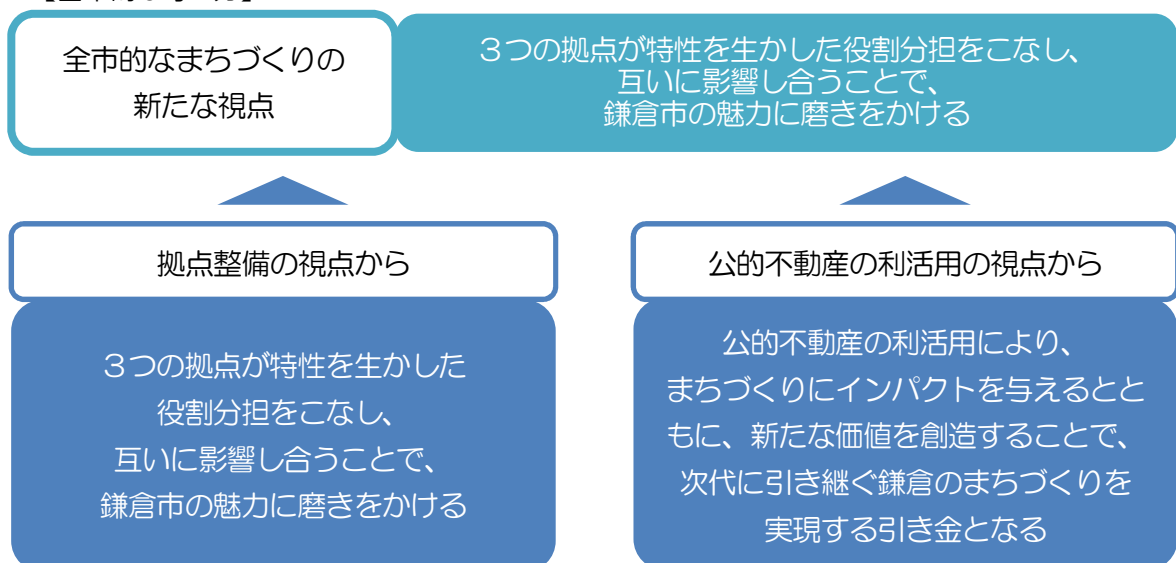 全市的なまちづくりの
新たな視点
３つの拠点が特性を生かした役割分担をこなし、
互いに影響し合うことで、
鎌倉市の魅力に磨きをかける
拠点整備の視点から
３つの拠点が特性を生かした
役割分担をこなし、
互いに影響し合うことで、
鎌倉市の魅力に磨きをかける
公的不動産の利活用の視点から
公的不動産の利活用により、
まちづくりにインパクトを与えるとと
もに、新たな価値を創造することで、
次代に引き継ぐ鎌倉のまちづくりを
実現する引き金となる